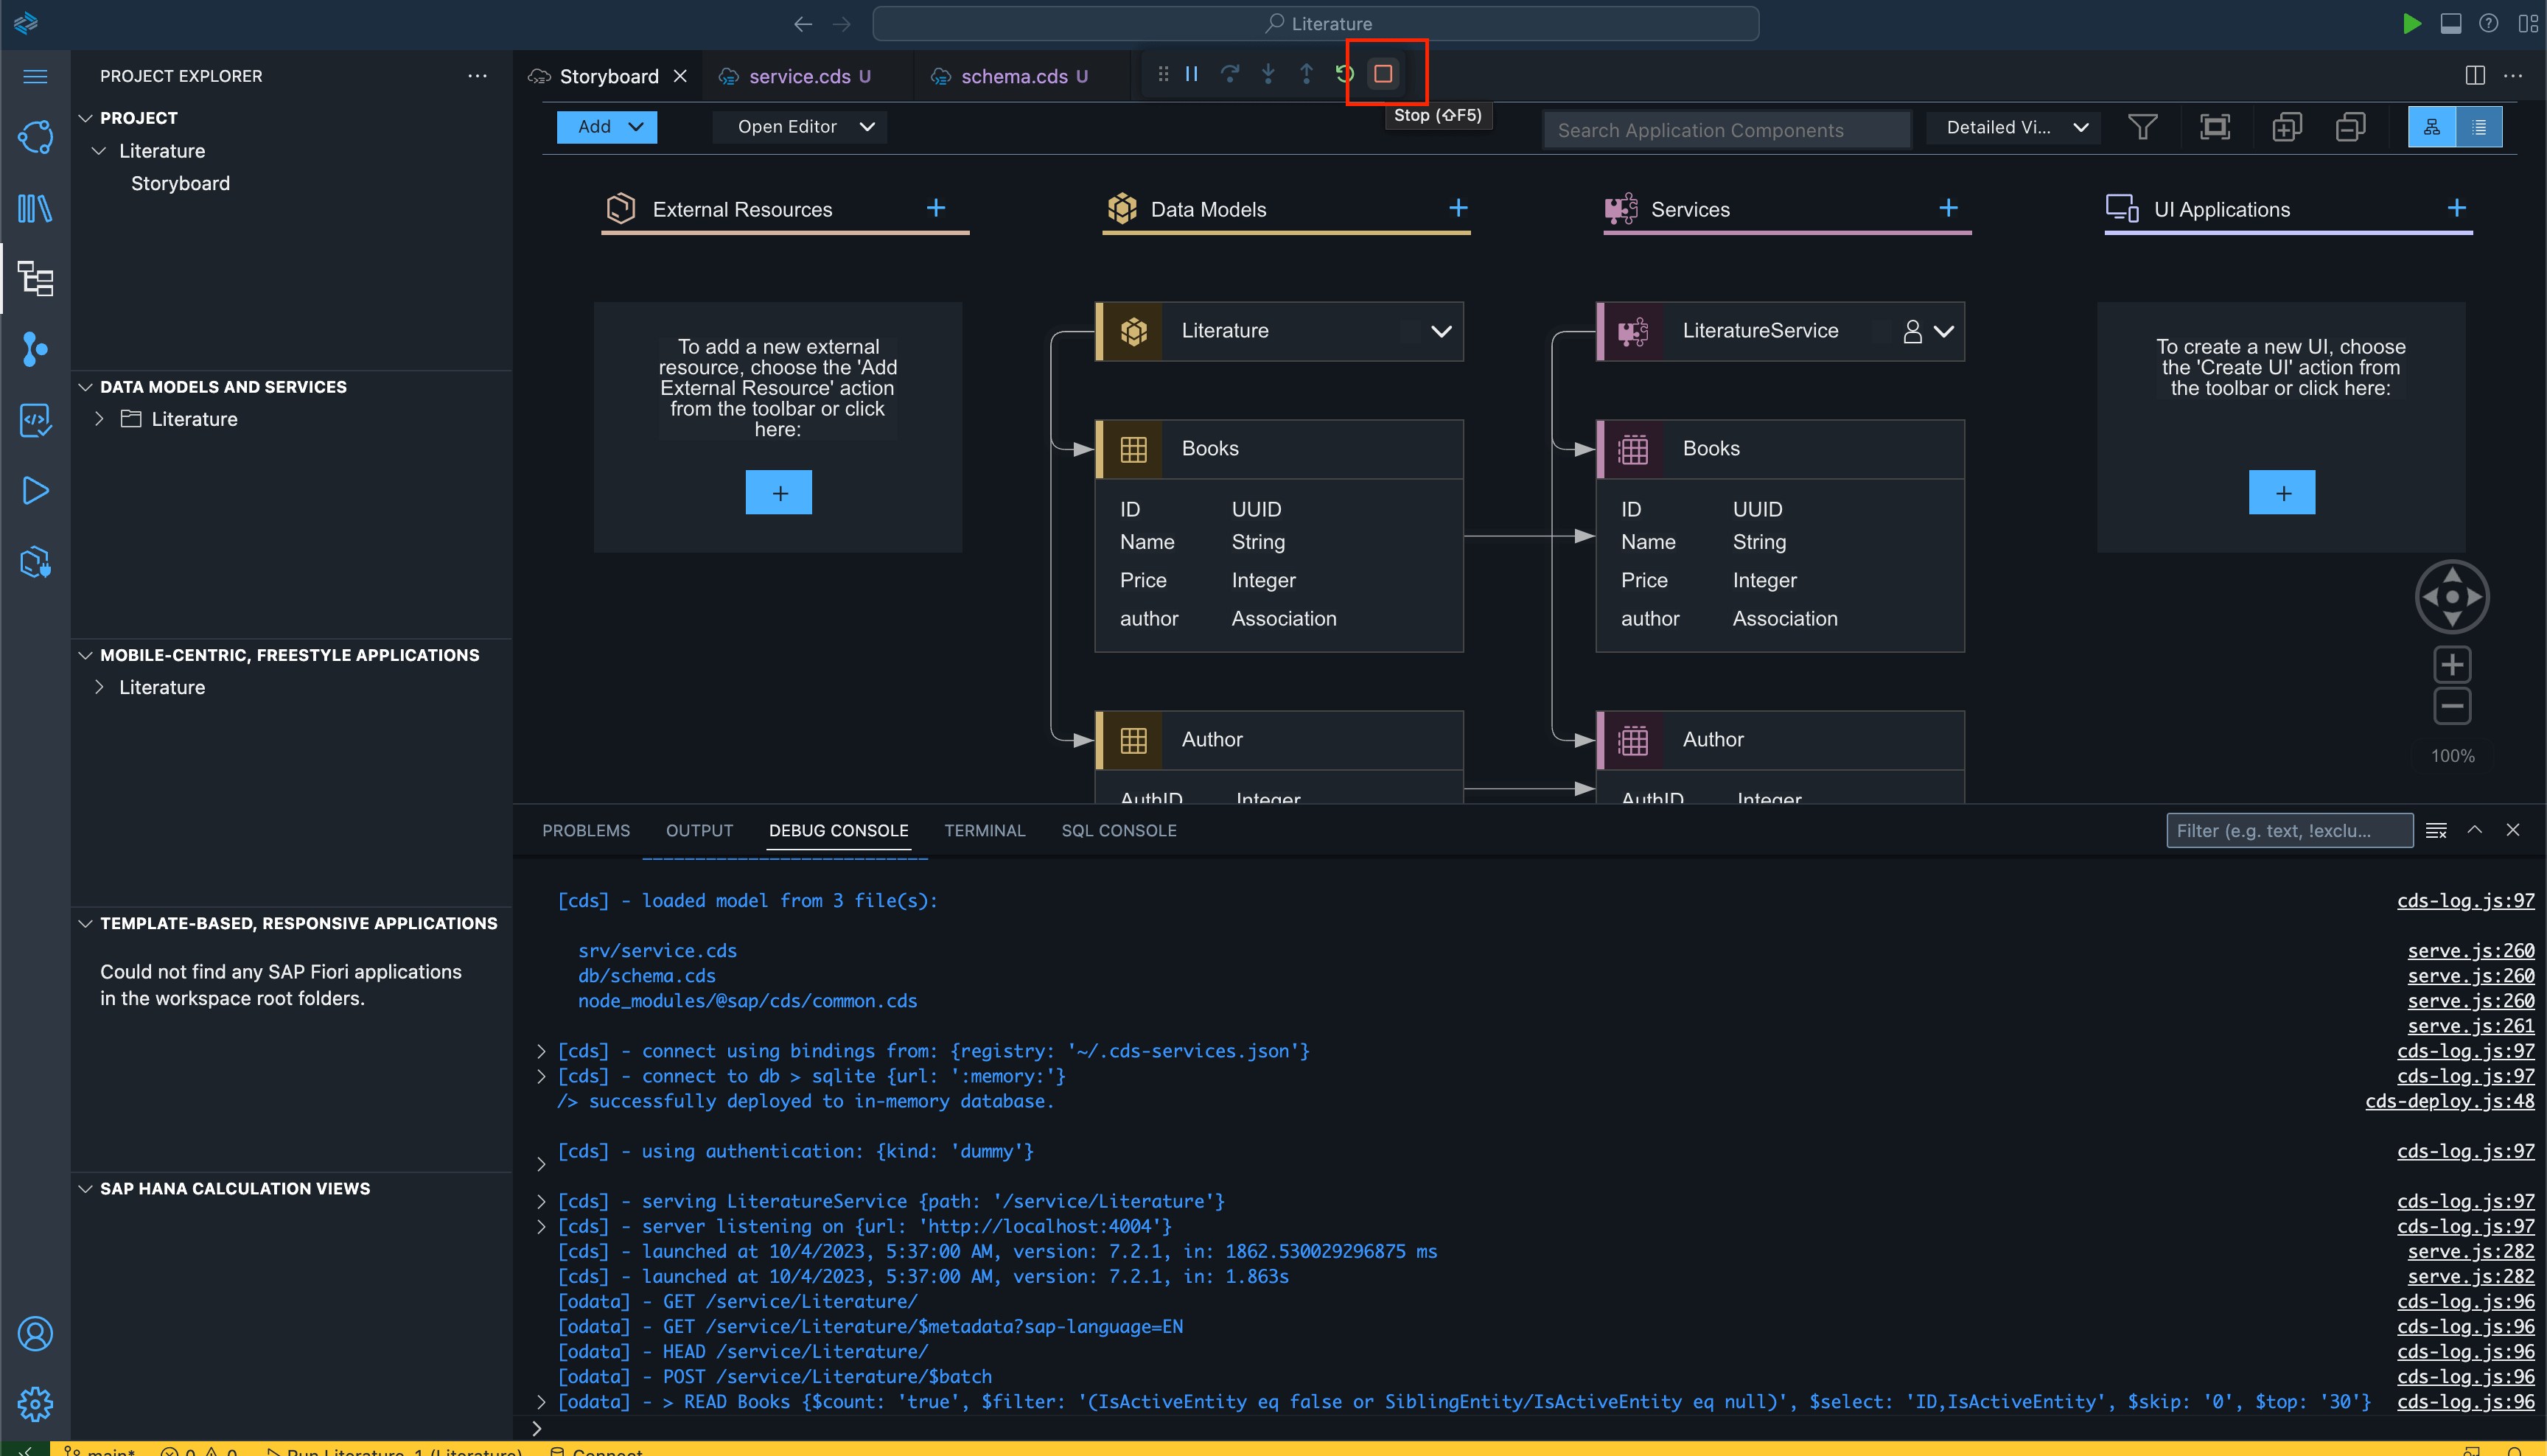 Literature
PROJECT EXPLORER
PROJECT
Literature
Storyboard
DATA MODELS AND SERVICES
Literature
MOBILE-CENTRIC, FREESTYLE APPLICATIONS
Literature
TEMPLATE-BASED, RESPONSIVE APPLICATIONS
Could not find any SAP Fiori applications
in the workspace root folders.
SAP HANA CALCULATION VIEWS
Storyboard
service.cds U
schema.cds U
Stop (⇧F5)
Add
Open Editor
Search Application Components
Detailed Vi...
External Resources
Data Models
Services
UI Applications
To add a new external
resource, choose the 'Add
External Resource' action
from the toolbar or click
here:
+
Literature
Books
ID UUID
Name String
Price Integer
author Association
Author
AuthID Integer
LiteratureService
Books
ID UUID
Name String
Price Integer
author Association
Author
AuthID Integer
To create a new UI, choose
the 'Create UI' action from
the toolbar or click here:
+
100%
PROBLEMS OUTPUT DEBUG CONSOLE TERMINAL SQL CONSOLE
Filter (e.g. text, !exclu...
[cds] - loaded model from 3 file(s): cds-log.js:97
srv/service.cds serve.js:260
db/schema.cds serve.js:260
node_modules/@sap/cds/common.cds serve.js:260
serve.js:261
[cds] - connect using bindings from: {registry: '~/.cds-services.json'} cds-log.js:97
[cds] - connect to db > sqlite {url: ':memory:'} cds-log.js:97
/> successfully deployed to in-memory database. cds-deploy.js:48
[cds] - using authentication: {kind: 'dummy'} cds-log.js:97
[cds] - serving LiteratureService {path: '/service/Literature'} cds-log.js:97
[cds] - server listening on {url: 'http://localhost:4004'} cds-log.js:97
[cds] - launched at 10/4/2023, 5:37:00 AM, version: 7.2.1, in: 1862.530029296875 ms serve.js:282
[cds] - launched at 10/4/2023, 5:37:00 AM, version: 7.2.1, in: 1.863s serve.js:282
[odata] - GET /service/Literature/ cds-log.js:96
[odata] - GET /service/Literature/$metadata?sap-language=EN cds-log.js:96
[odata] - HEAD /service/Literature/ cds-log.js:96
[odata] - POST /service/Literature/$batch cds-log.js:96
[odata] - > READ Books {$count: 'true', $filter: '(IsActiveEntity eq false or SiblingEntity/IsActiveEntity eq null)', $select: 'ID,IsActiveEntity', $skip: '0', $top: '30'} cds-log.js:96
main* 0 0 Run Literature-1 (Literature) Connect